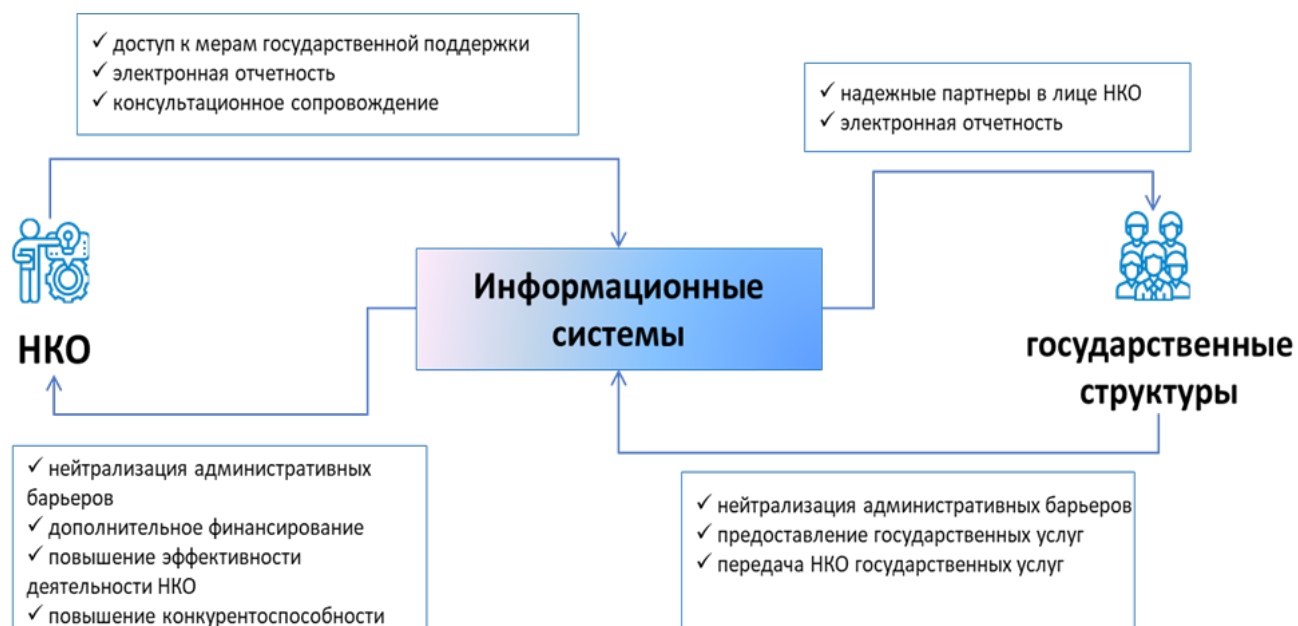 ✓ доступ к мерам государственной поддержки
✓ электронная отчетность
✓ консультационное сопровождение
✓ надежные партнеры в лице НКО
✓ электронная отчетность
Информационные
системы
НКО
государственные
структуры
✓ нейтрализация административных
барьеров
✓ дополнительное финансирование
✓ повышение эффективности
деятельности НКО
✓ повышение конкурентоспособности
✓ нейтрализация административных барьеров
✓ предоставление государственных услуг
✓ передача НКО государственных услуг